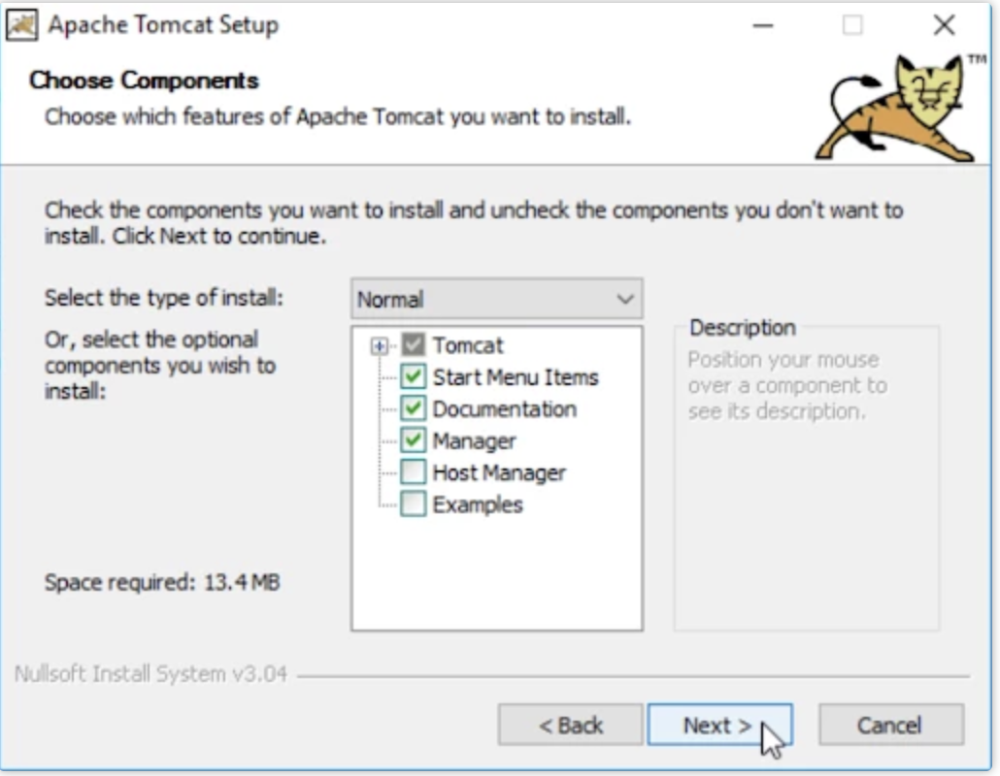 Apache Tomcat Setup
TM
Choose Components
Choose which features of Apache Tomcat you want to install.
Check the components you want to install and uncheck the components you don't want to
install. Click Next to continue.
Select the type of install:
Normal
Or, select the optional
components you wish to
install:
Tomcat
Start Menu Items
Documentation
Manager
Host Manager
Examples
Description
Position your mouse
over a component to
see its description.
Space required: 13.4 MB
Nullsoft Install System v3.04
< Back
Next >
Cancel